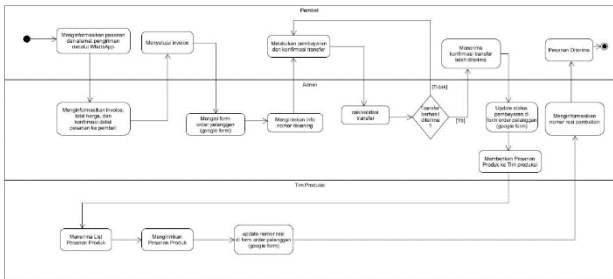 Pembeli
Menginformasikan pesanan
dan alamat pengiriman
melalui WhatsApp
Menyetujui invoice
Melakukan pembayaran
dan konfirmasi transfer
Menerima
konfirmasi transfer
telah diterima
Pesanan Diterima
Admin
[Tidak]
Menginformasikan invoice,
total harga, dan
konfirmasi detail
pesanan ke pembeli
Mengisi form
order pelanggan
(google form)
Mengirimkan info
nomor rekening
cek/validasi
transfer
Transfer
berhasil
diterima
?
[Ya]
Update status
pembayaran di
form order pelanggan
(google form)
Menginformasikan
nomor resi pembelian
Memberikan Pesanan
Produk ke Tim produksi
Tim Produksi
Menerima List
Pesanan Produk
Mengirimkan
Pesanan Produk
update nomor resi
di form order pelanggan
(google form)